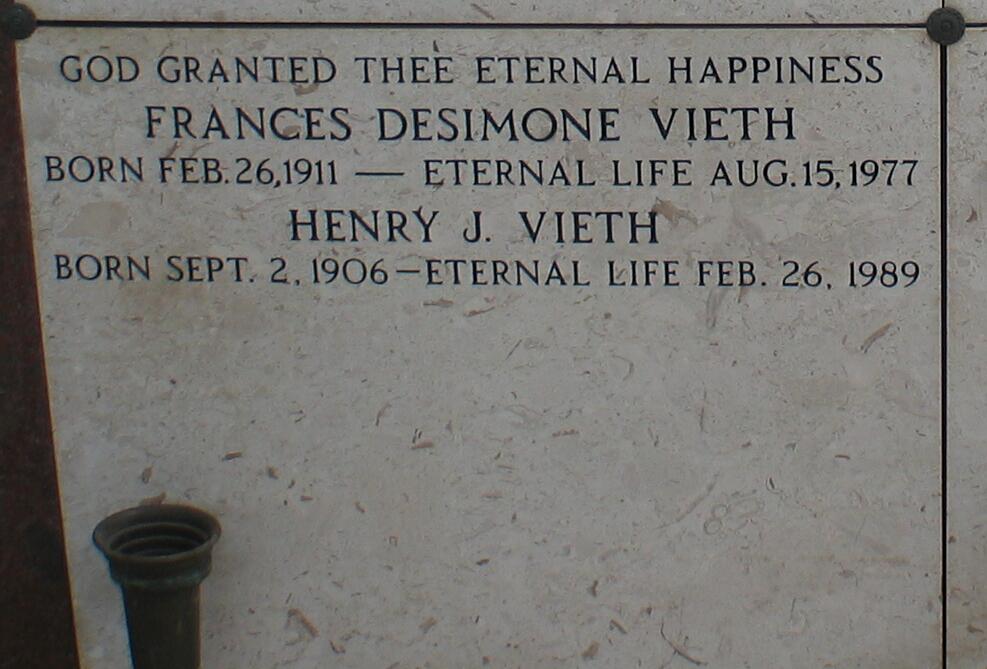 GOD GRANTED THEE ETERNAL HAPPINESS
FRANCES DESIMONE VIETH
BORN FEB. 26, 1911 — ETERNAL LIFE AUG. 15, 1977
HENRY J. VIETH
BORN SEPT. 2, 1906 – ETERNAL LIFE FEB. 26, 1989